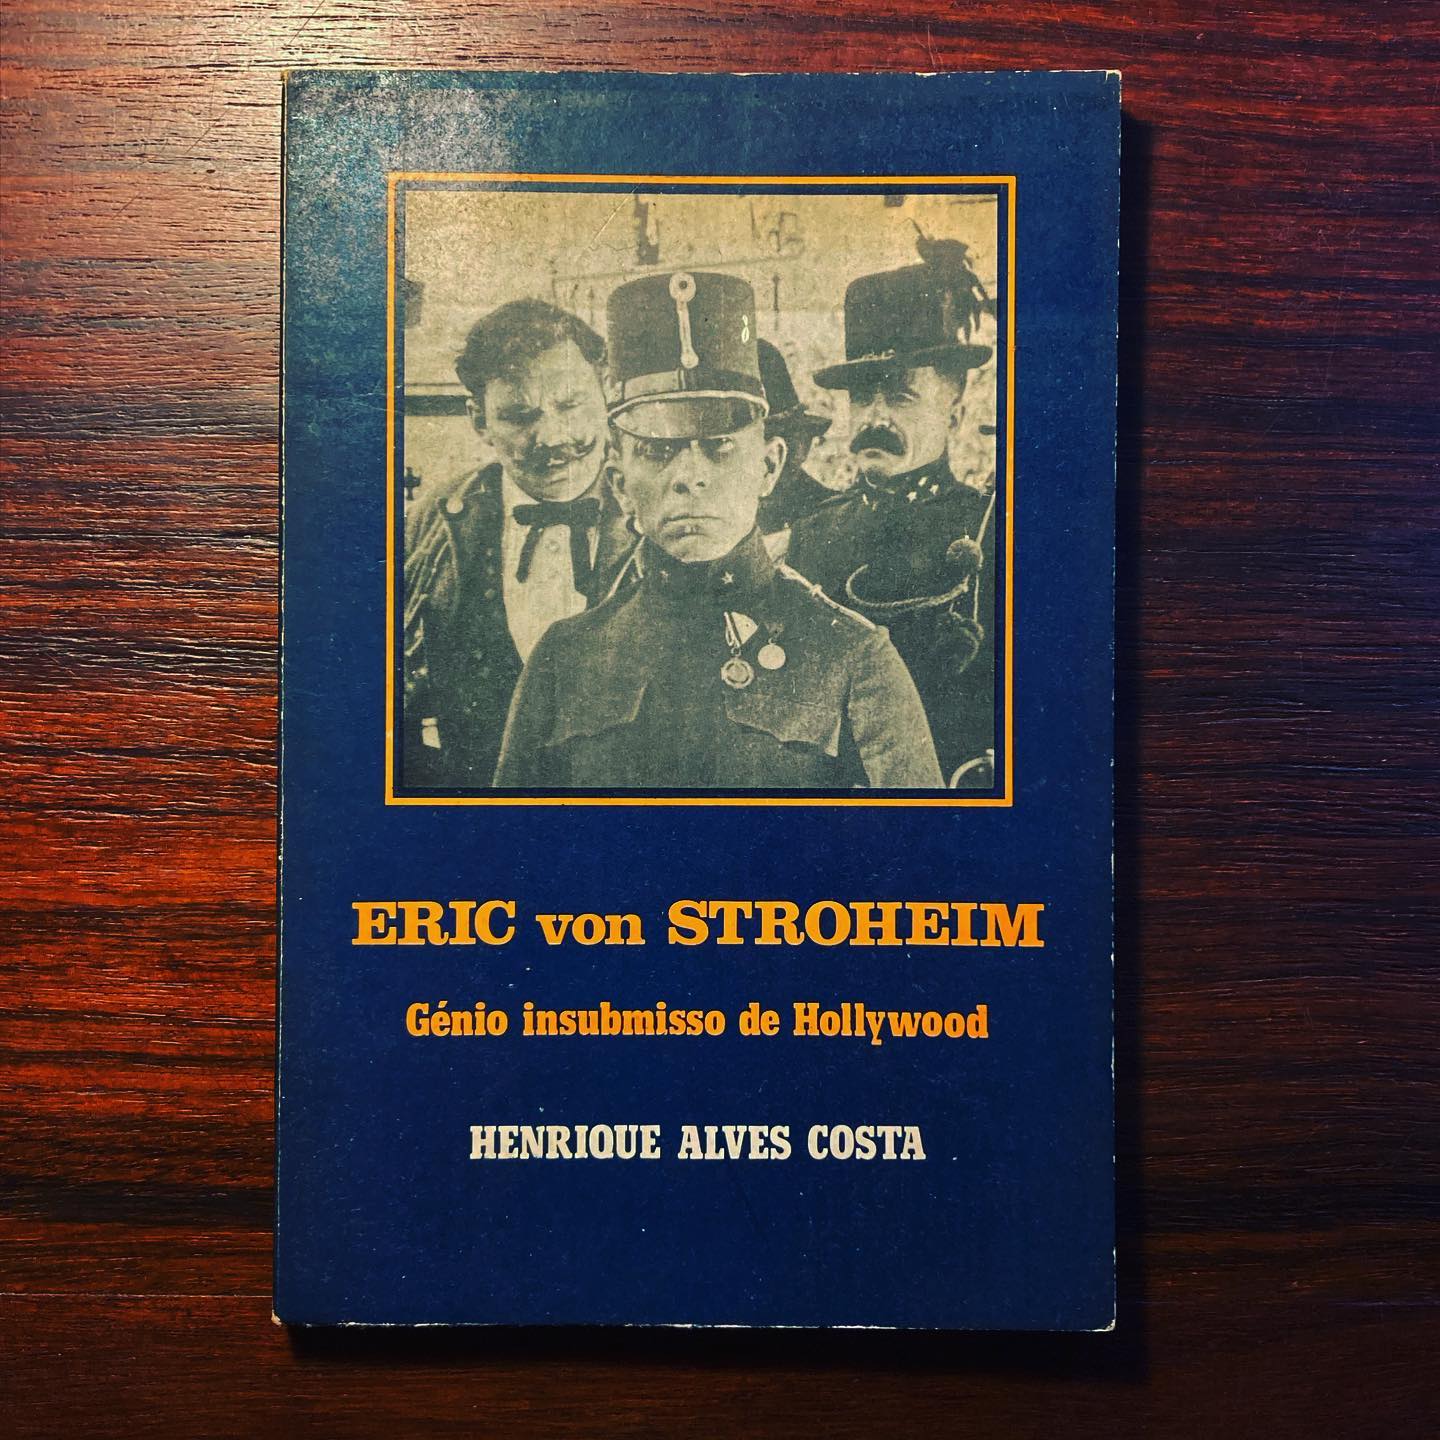 ERIC von STROHEIM
Génio insubmisso de Hollywood
HENRIQUE ALVES COSTA